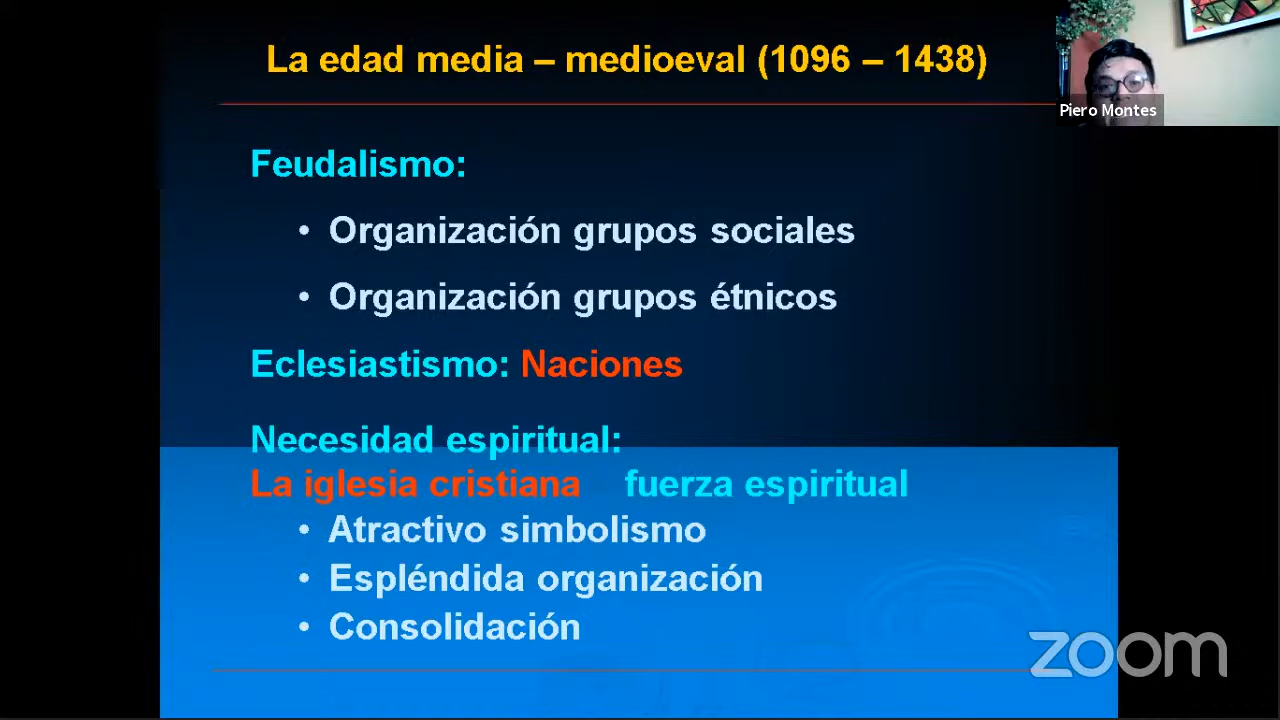 La edad media – medioeval (1096 – 1438)
Piero Montes
Feudalismo:
• Organización grupos sociales
• Organización grupos étnicos
Eclesiastismo: Naciones
Necesidad espiritual:
La iglesia cristiana fuerza espiritual
• Atractivo simbolismo
• Espléndida organización
• Consolidación
zoom